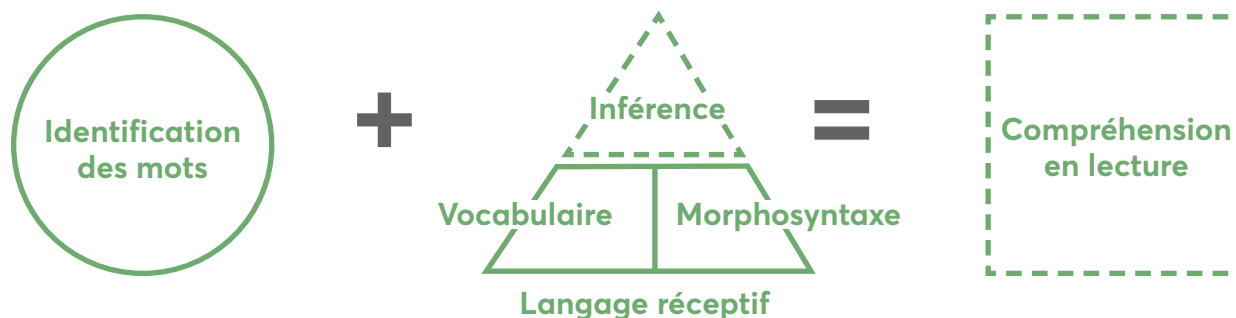 Identification
des mots
+
Inférence
Vocabulaire
Morphosyntaxe
Langage réceptif
=
Compréhension
en lecture